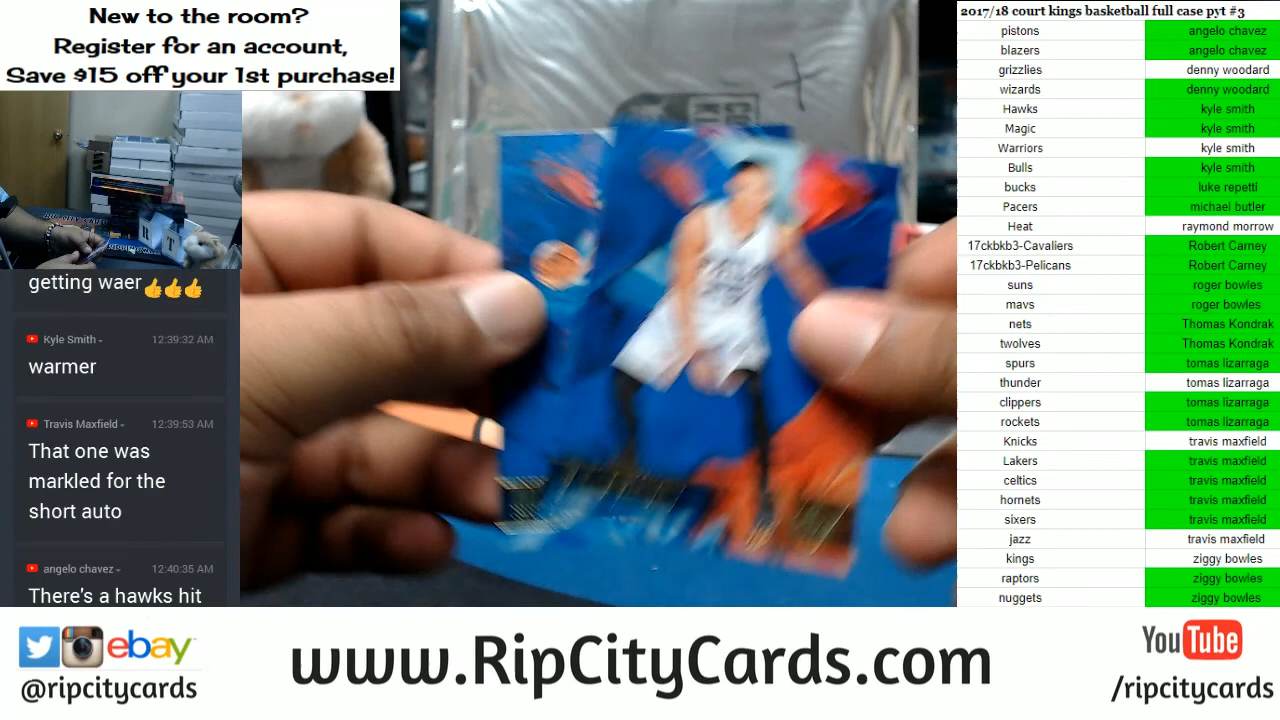 New to the room?
Register for an account,
Save $15 off your 1st purchase!
getting waer👍👍👍
Kyle Smith 12:39:32 AM
warmer
Travis Maxfield 12:39:53 AM
That one was
markled for the
short auto
angelo chavez 12:40:35 AM
There's a hawks hit
R T
2017/18 court kings basketball full case pyt #3
pistons angelo chavez
blazers angelo chavez
grizzlies denny woodard
wizards denny woodard
Hawks kyle smith
Magic kyle smith
Warriors kyle smith
Bulls kyle smith
bucks luke repetti
Pacers michael butler
Heat raymond morrow
17ckbkb3-Cavaliers Robert Carney
17ckbkb3-Pelicans Robert Carney
suns roger bowles
mavs roger bowles
nets Thomas Kondrak
twolves Thomas Kondrak
spurs tomas lizarraga
thunder tomas lizarraga
clippers tomas lizarraga
rockets tomas lizarraga
Knicks travis maxfield
Lakers travis maxfield
celtics travis maxfield
hornets travis maxfield
sixers travis maxfield
jazz travis maxfield
kings ziggy bowles
raptors ziggy bowles
nuggets ziggy bowles
ebay
@ripcitycards
www.RipCityCards.com
YouTube
/ripcitycards